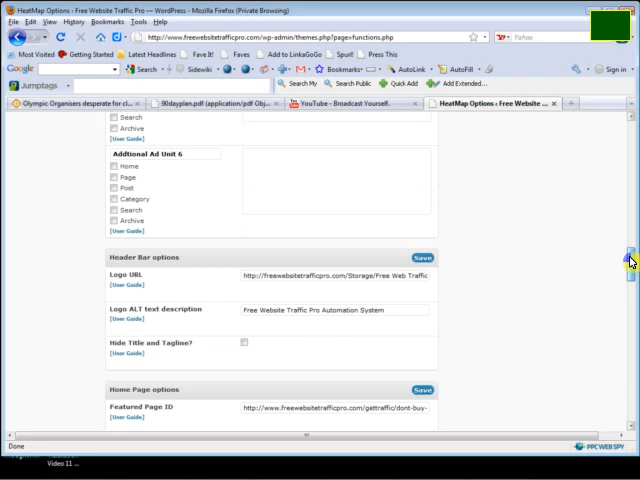 HeatMap Options - Free Website Traffic Pro — WordPress - Mozilla Firefox (Private Browsing)
File Edit View History Bookmarks Tools Help
http://www.freewebsitetrafficpro.com/wp-admin/themes.php?page=functions.php Yahoo
Most Visited Getting Started Latest Headlines Fave It! Faves Add to LinkaGoGo Spurl! Press This
Google Search Sidewiki Bookmarks AutoLink AutoFill Sign in
Jumptags Search My Search Public Quick Add Add Extended...
Olympic Organisers desperate for cl... 90dayplan.pdf (application/pdf Obj... YouTube - Broadcast Yourself. HeatMap Options ‹ Free Website ...
Search
Archive
[User Guide]
Addtional Ad Unit 6
Home
Page
Post
Category
Search
Archive
[User Guide]
Header Bar options Save
Logo URL http://freewebsitetrafficpro.com/Storage/Free Web Traffic
[User Guide]
Logo ALT text description Free Website Traffic Pro Automation System
[User Guide]
Hide Title and Tagline?
[User Guide]
Home Page options Save
Featured Page ID http://www.freewebsitetrafficpro.com/gettraffic/dont-buy-
[User Guide]
Done PPC WEB SPY
Video 11 ...